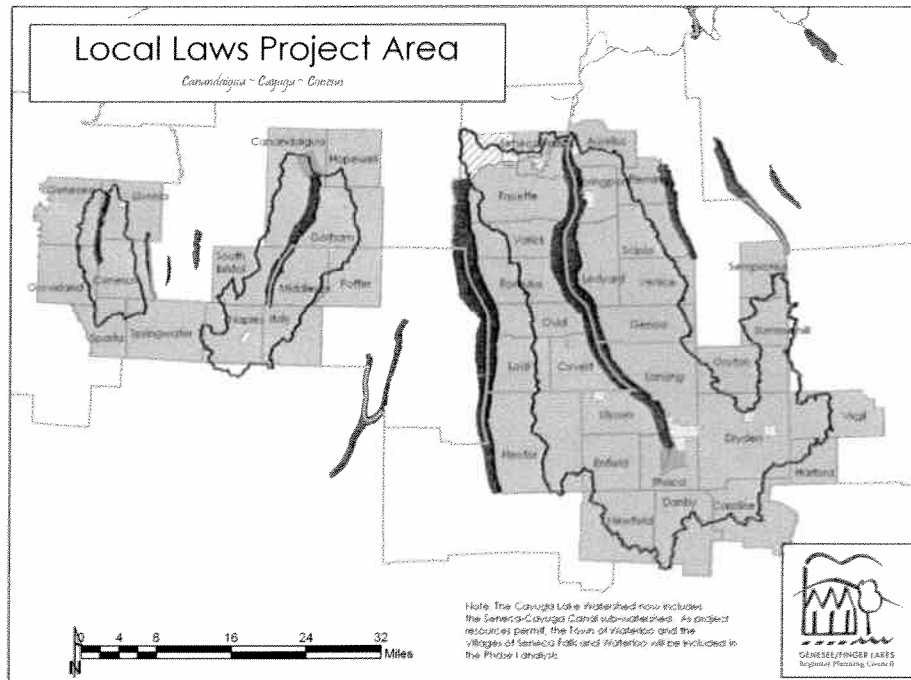 Local Laws Project Area
Canandaigua ~ Cayuga ~ Conesus
Canandaigua
Hopewell
Geneseo
Livonia
Gorham
South
Bristol
Groveland
Conesus
Middlesex
Potter
Sparta
Springwater
Naples
Italy
Seneca
Aurelius
Fayette
Varick
Scipio
Romulus
Ledyard
Venice
Sempronius
Ovid
Genoa
Summerhill
Lodi
Covert
Lansing
Groton
Ulysses
Virgil
Hector
Enfield
Dryden
Ithaca
Harford
Newfield
Danby
Caroline
Note: The Cayuga Lake Watershed now includes
the Seneca-Cayuga Canal sub-watershed. As project
resources permit, the Town of Waterloo and the
Villages of Seneca Falls and Waterloo will be included in
the Phase I analysis
0 4 8 16 24 32
Miles
N
GENESEE/FINGER LAKES
Regional Planning Council